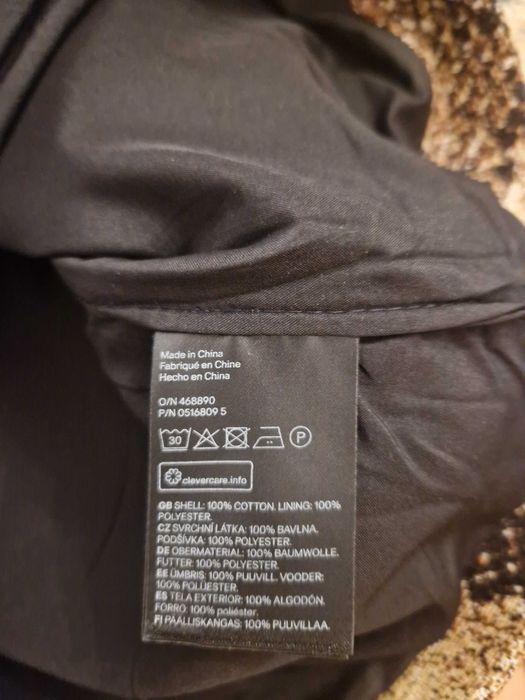 Made in China
Fabriqué en Chine
Hecho en China
O/N 468890
P/N 0516809 5
30 P
clevercare.info
GB SHELL: 100% COTTON. LINING: 100%
POLYESTER.
CZ SVRCHNÍ LÁTKA: 100% BAVLNA.
PODŠÍVKA: 100% POLYESTER.
DE OBERMATERIAL: 100% BAUMWOLLE.
FUTTER: 100% POLYESTER.
EE ÜMBRIS: 100% PUUVILL. VOODER:
100% POLÜESTER.
ES TELA EXTERIOR: 100% ALGODÓN.
FORRO: 100% poliéster.
FI PÄÄLLISKANGAS: 100% PUUVILLAA.